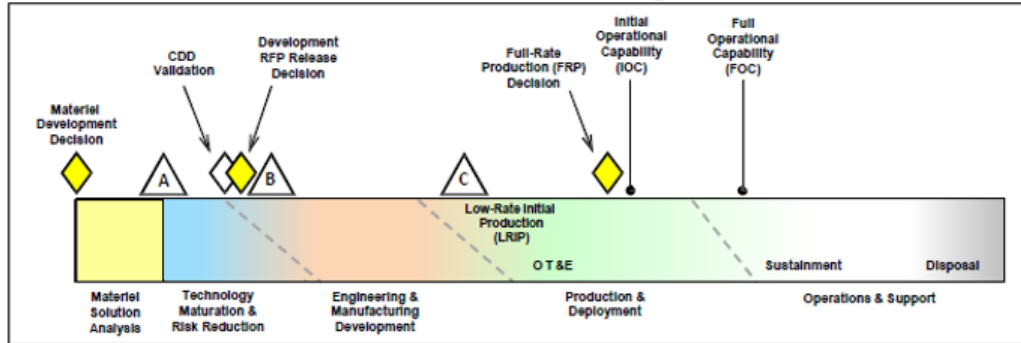 Materiel
Development
Decision
CDD
Validation
Development
RFP Release
Decision
Full-Rate
Production (FRP)
Decision
Initial
Operational
Capability
(IOC)
Full
Operational
Capability
(FOC)
A
B
C
Low-Rate Initial
Production
(LRIP)
O T & E
Sustainment
Disposal
Materiel
Solution
Analysis
Technology
Maturation &
Risk Reduction
Engineering &
Manufacturing
Development
Production &
Deployment
Operations & Support